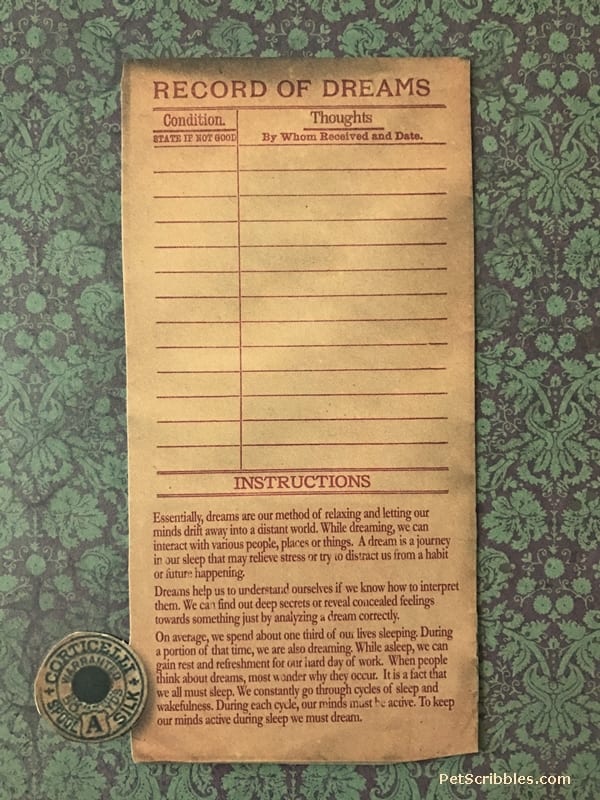 RECORD OF DREAMS
Condition.
STATE IF NOT GOOD
Thoughts
By Whom Received and Date.
INSTRUCTIONS
Essentially, dreams are our method of relaxing and letting our
minds drift away into a distant world. While dreaming, we can
interact with various people, places or things. A dream is a journey
in our sleep that may relieve stress or try to distract us from a habit
or future happening.
Dreams help us to understand ourselves if we know how to interpret
them. We can find out deep secrets or reveal concealed feelings
towards something just by analyzing a dream correctly.
On average, we spend about one third of our lives sleeping. During
a portion of that time, we are also dreaming. While asleep, we can
gain rest and refreshment for our hard day of work. When people
think about dreams, most wonder why they occur. It is a fact that
we all must sleep. We constantly go through cycles of sleep and
wakefulness. During each cycle, our minds must be active. To keep
our minds active during sleep we must dream.
CORTICELLI
WARRANTED
SPOOL A SILK
PetScribbles.com